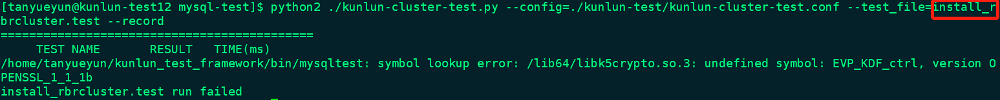 [tanyueyun@kunlun-test12 mysql-test]$ python2 ./kunlun-cluster-test.py --config=./kunlun-test/kunlun-cluster-test.conf --test_file=install_r
brcluster.test --record
============================================
     TEST NAME       RESULT   TIME(ms)
/home/tanyueyun/kunlun_test_framework/bin/mysqltest: symbol lookup error: /lib64/libk5crypto.so.3: undefined symbol: EVP_KDF_ctrl, version O
PENSSL_1_1_1b
install_rbrcluster.test run failed